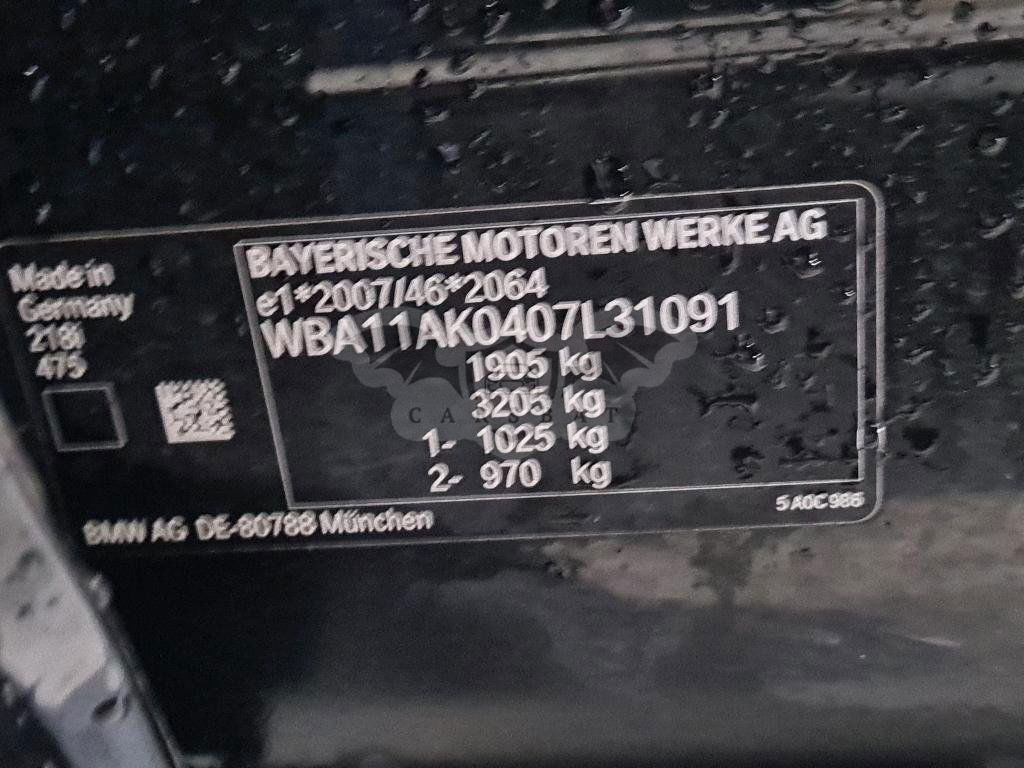 BAYERISCHE MOTOREN WERKE AG
e1*2007/46*2064
WBA11AK0407L31091
1905 kg
3205 kg
1- 1025 kg
2- 970 kg
Made in
Germany
218i
475
5A0C986
BMW AG DE-80788 München
CARSBAT